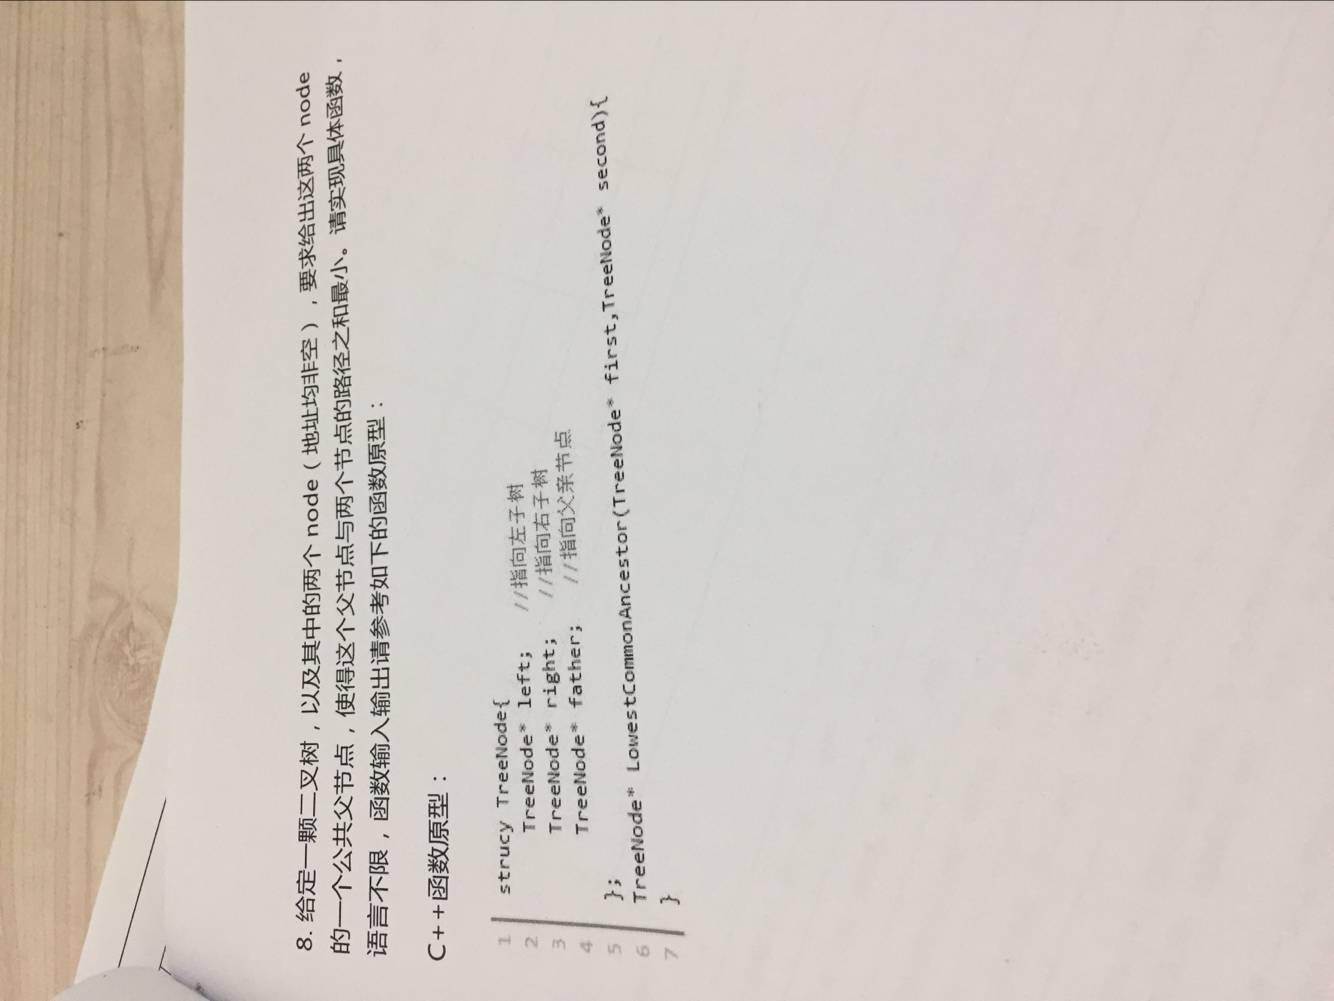 8. 给定一颗二叉树，以及其中的两个 node（地址均非空），要求给出这两个 node
的一个公共父节点，使得这个父节点与两个节点的路径之和最小。请实现具体函数，
语言不限，函数输入输出请参考如下的函数原型：
C++函数原型：
1 strucy TreeNode{
2 TreeNode* left; //指向左子树
3 TreeNode* right; //指向右子树
4 TreeNode* father; //指向父亲节点
5 };
6 TreeNode* LowestCommonAncestor(TreeNode* first,TreeNode* second){
7 }